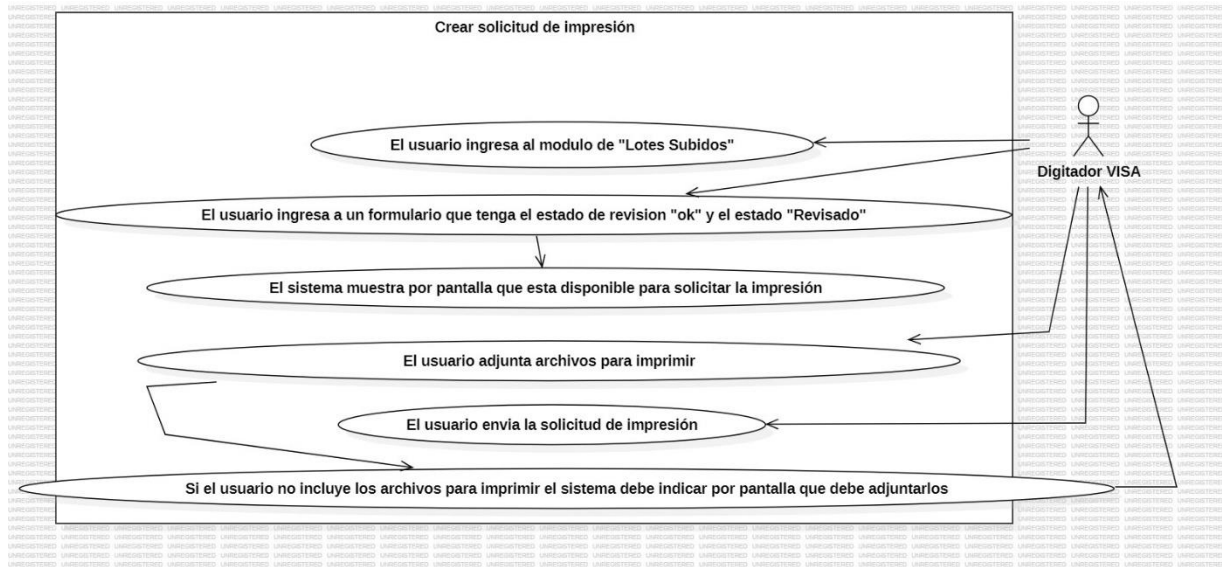 Crear solicitud de impresión
El usuario ingresa al modulo de "Lotes Subidos"
Digitador VISA
El usuario ingresa a un formulario que tenga el estado de revision "ok" y el estado "Revisado"
El sistema muestra por pantalla que esta disponible para solicitar la impresión
El usuario adjunta archivos para imprimir
El usuario envia la solicitud de impresión
Si el usuario no incluye los archivos para imprimir el sistema debe indicar por pantalla que debe adjuntarlos
UNREGISTERED